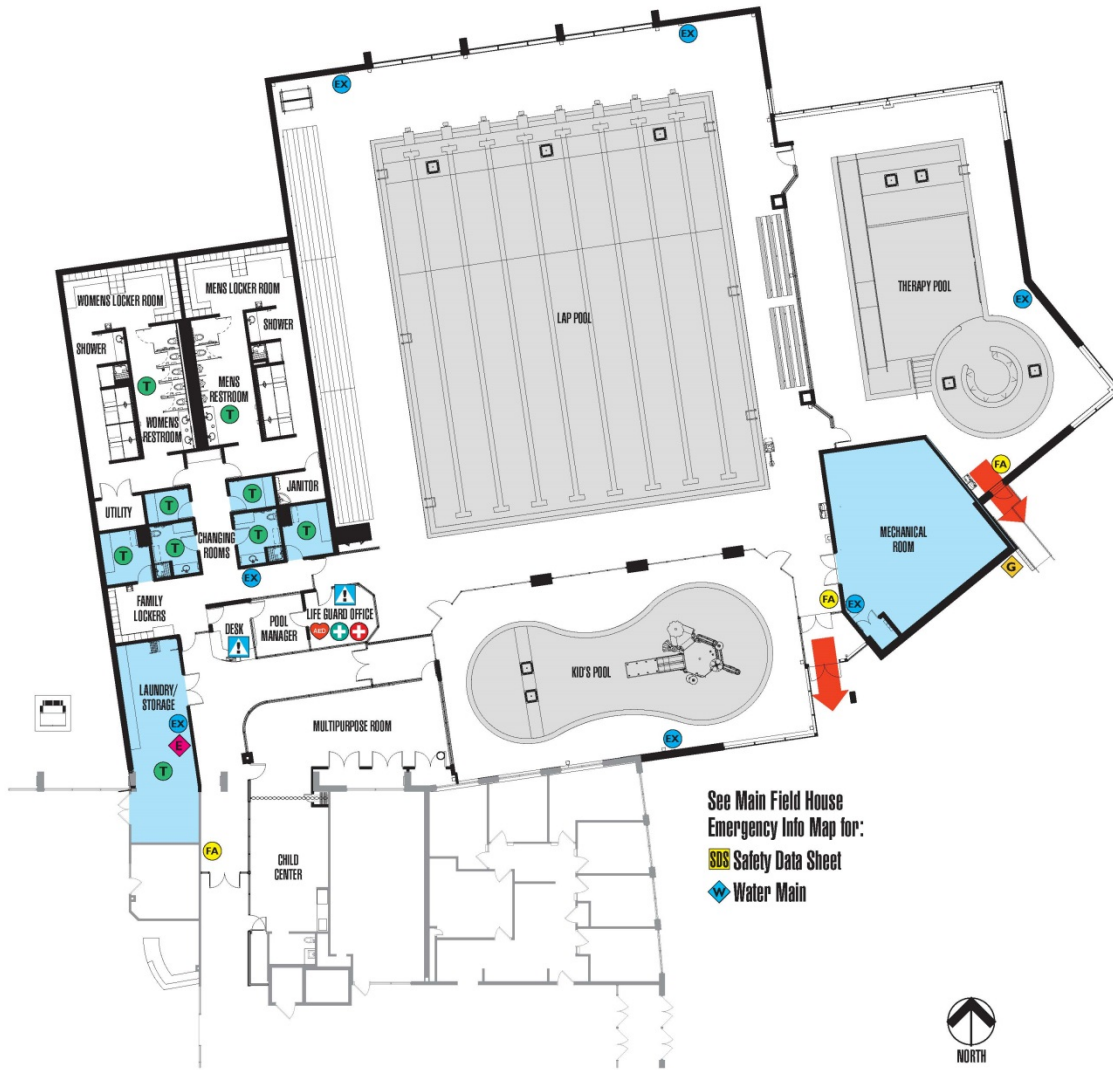 EX
EX
WOMENS LOCKER ROOM
MENS LOCKER ROOM
SHOWER
SHOWER
LAP POOL
THERAPY POOL
EX
T
MENS
RESTROOM
T
WOMENS
RESTROOM
FA
JANITOR
UTILITY
T
T
T
T
T
T
CHANGING
ROOMS
MECHANICAL
ROOM
G
EX
FAMILY
LOCKERS
LIFE GUARD OFFICE
AED
DESK
POOL
MANAGER
FA
EX
KID'S POOL
LAUNDRY/
STORAGE
EX
E
T
MULTIPURPOSE ROOM
EX
FA
CHILD
CENTER
See Main Field House
Emergency Info Map for:
SDS Safety Data Sheet
W Water Main
NORTH